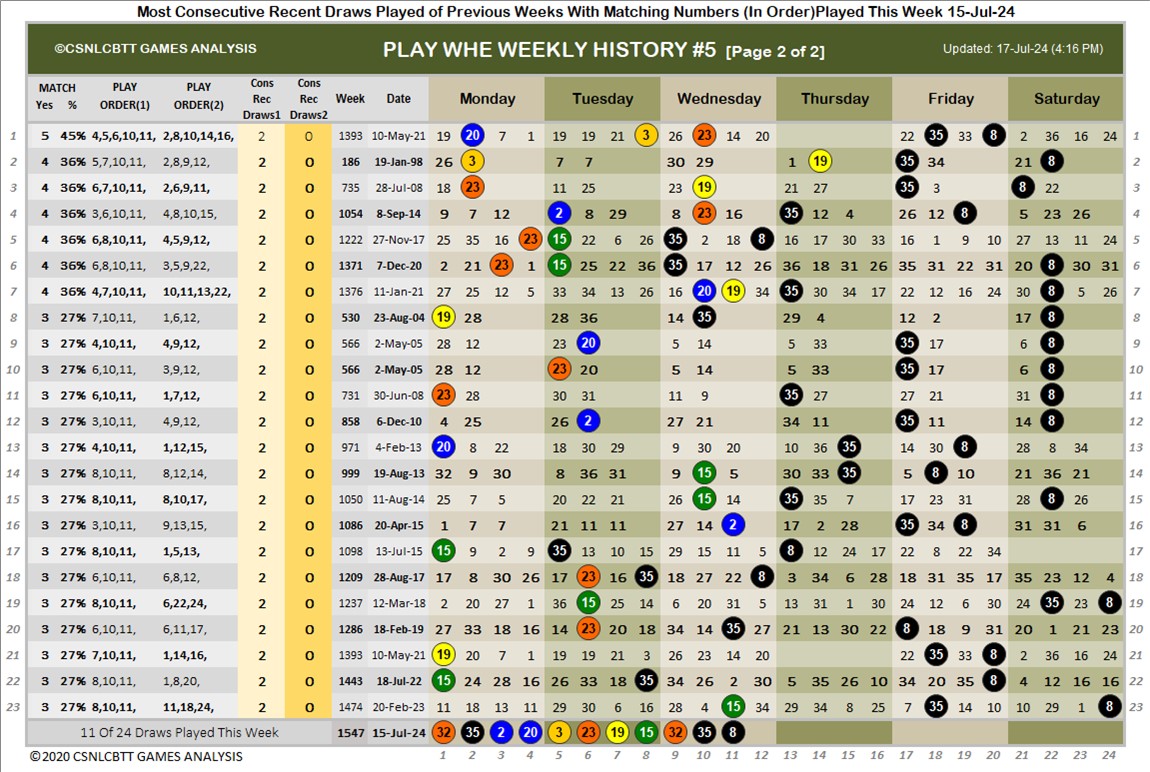 Most Consecutive Recent Draws Played of Previous Weeks With Matching Numbers (In Order)Played This Week 15-Jul-24
©CSNLCBTT GAMES ANALYSIS PLAY WHE WEEKLY HISTORY #5 [Page 2 of 2] Updated: 17-Jul-24 (4:16 PM)
MATCH PLAY PLAY Cons Cons
Yes % ORDER(1) ORDER(2) Rec Rec Week Date Monday Tuesday Wednesday Thursday Friday Saturday
Draws1 Draws2
1 5 45% 4,5,6,10,11, 2,8,10,14,16, 2 0 1393 10-May-21 19 20 7 1 19 19 21 3 26 23 14 20 22 35 33 8 2 36 16 24 1
2 4 36% 5,7,10,11, 2,8,9,12, 2 0 186 19-Jan-98 26 3 7 7 30 29 1 19 35 34 21 8 2
3 4 36% 6,7,10,11, 2,6,9,11, 2 0 735 28-Jul-08 18 23 11 25 23 19 21 27 35 3 8 22 3
4 4 36% 3,6,10,11, 4,8,10,15, 2 0 1054 8-Sep-14 9 7 12 2 8 29 8 23 16 35 12 4 26 12 8 5 23 26 4
5 4 36% 6,8,10,11, 4,5,9,12, 2 0 1222 27-Nov-17 25 35 16 23 15 22 6 26 35 2 18 8 16 17 30 33 16 1 9 10 27 13 11 24 5
6 4 36% 6,8,10,11, 3,5,9,22, 2 0 1371 7-Dec-20 2 21 23 1 15 25 22 36 35 17 12 26 36 18 31 26 35 31 22 31 20 8 30 31 6
7 4 36% 4,7,10,11, 10,11,13,22, 2 0 1376 11-Jan-21 27 25 12 5 33 34 13 26 16 20 19 34 35 30 34 17 22 12 16 24 30 8 5 26 7
8 3 27% 7,10,11, 1,6,12, 2 0 530 23-Aug-04 19 28 28 36 14 35 29 4 12 2 17 8 8
9 3 27% 4,10,11, 4,9,12, 2 0 566 2-May-05 28 12 23 20 5 14 5 33 35 17 6 8 9
10 3 27% 6,10,11, 3,9,12, 2 0 566 2-May-05 28 12 23 20 5 14 5 33 35 17 6 8 10
11 3 27% 6,10,11, 1,7,12, 2 0 731 30-Jun-08 23 28 30 31 11 9 35 27 27 21 31 8 11
12 3 27% 3,10,11, 4,9,12, 2 0 858 6-Dec-10 4 25 26 2 27 21 34 11 35 11 14 8 12
13 3 27% 4,10,11, 1,12,15, 2 0 971 4-Feb-13 20 8 22 18 30 29 9 30 20 10 36 35 14 30 8 28 8 34 13
14 3 27% 8,10,11, 8,12,14, 2 0 999 19-Aug-13 32 9 30 8 36 31 9 15 5 30 33 35 5 8 10 21 36 21 14
15 3 27% 8,10,11, 8,10,17, 2 0 1050 11-Aug-14 25 7 5 20 22 21 26 15 14 35 35 7 17 23 31 28 8 26 15
16 3 27% 3,10,11, 9,13,15, 2 0 1086 20-Apr-15 1 7 7 21 11 11 27 14 2 17 2 28 35 34 8 31 31 6 16
17 3 27% 8,10,11, 1,5,13, 2 0 1098 13-Jul-15 15 9 2 9 35 13 10 15 29 15 11 5 8 12 24 17 22 8 22 34 17
18 3 27% 6,10,11, 6,8,12, 2 0 1209 28-Aug-17 17 8 30 26 17 23 16 35 18 27 22 8 3 34 6 28 18 31 35 17 35 23 12 4 18
19 3 27% 8,10,11, 6,22,24, 2 0 1237 12-Mar-18 2 20 27 1 36 15 25 14 6 20 31 5 13 31 1 30 24 12 6 30 24 35 23 8 19
20 3 27% 6,10,11, 6,11,17, 2 0 1286 18-Feb-19 27 33 18 16 14 23 20 18 34 14 35 27 21 13 30 22 8 18 9 31 20 1 21 23 20
21 3 27% 7,10,11, 1,14,16, 2 0 1393 10-May-21 19 20 7 1 19 19 21 3 26 23 14 20 22 35 33 8 2 36 16 24 21
22 3 27% 8,10,11, 1,8,20, 2 0 1443 18-Jul-22 15 24 28 16 26 33 18 35 34 26 2 30 5 35 26 10 34 20 35 8 4 12 16 16 22
23 3 27% 8,10,11, 11,18,24, 2 0 1474 20-Feb-23 11 18 13 11 29 30 6 16 28 4 15 34 29 34 8 25 7 35 14 10 10 29 1 8 23
11 Of 24 Draws Played This Week 1547 15-Jul-24 32 35 2 20 3 23 19 15 32 35 8
©2020 CSNLCBTT GAMES ANALYSIS 1 2 3 4 5 6 7 8 9 10 11 12 13 14 15 16 17 18 19 20 21 22 23 24